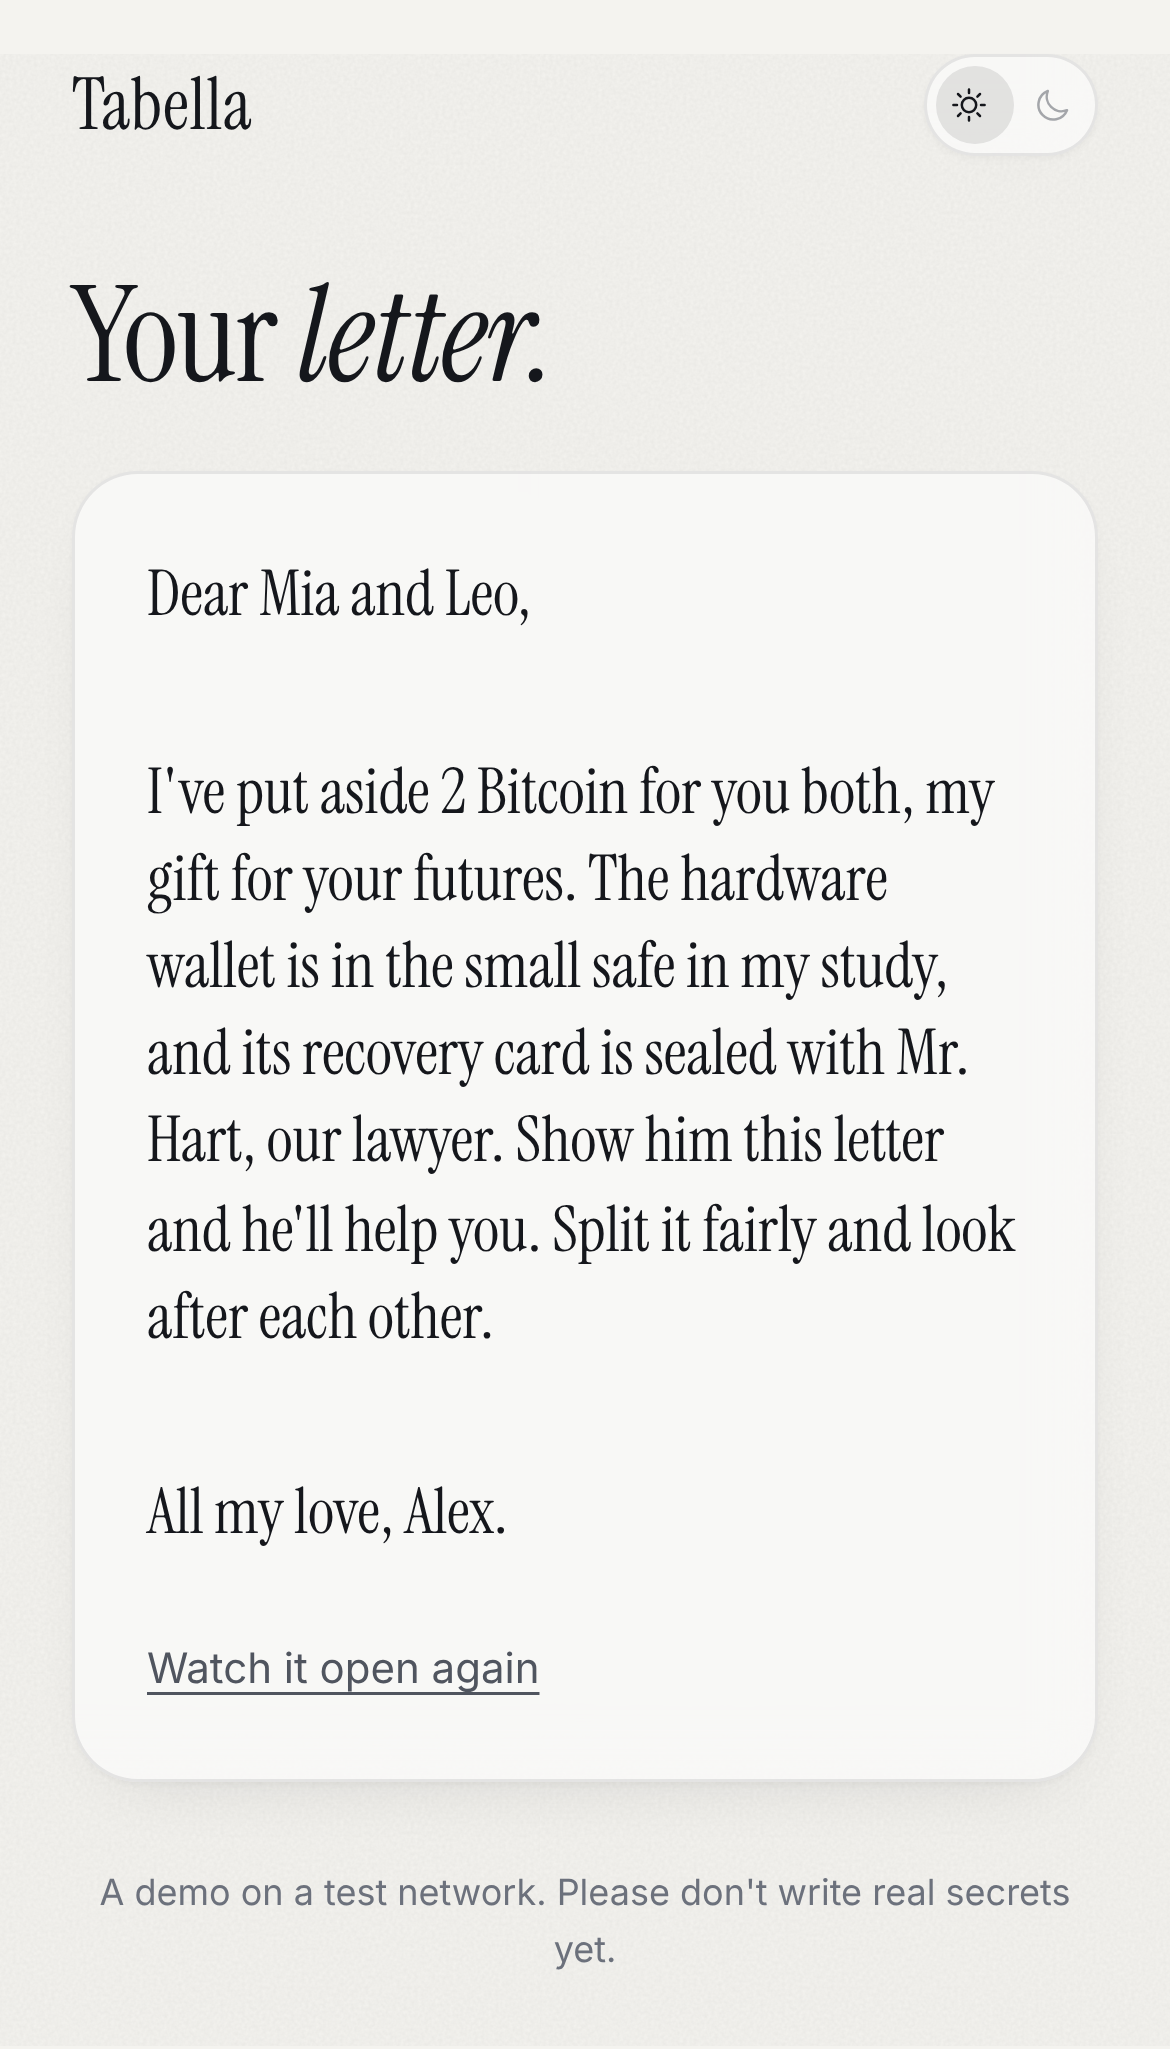 Tabella
Your letter.
Dear Mia and Leo,
I've put aside 2 Bitcoin for you both, my
gift for your futures. The hardware
wallet is in the small safe in my study,
and its recovery card is sealed with Mr.
Hart, our lawyer. Show him this letter
and he'll help you. Split it fairly and look
after each other.
All my love, Alex.
Watch it open again
A demo on a test network. Please don't write real secrets
yet.